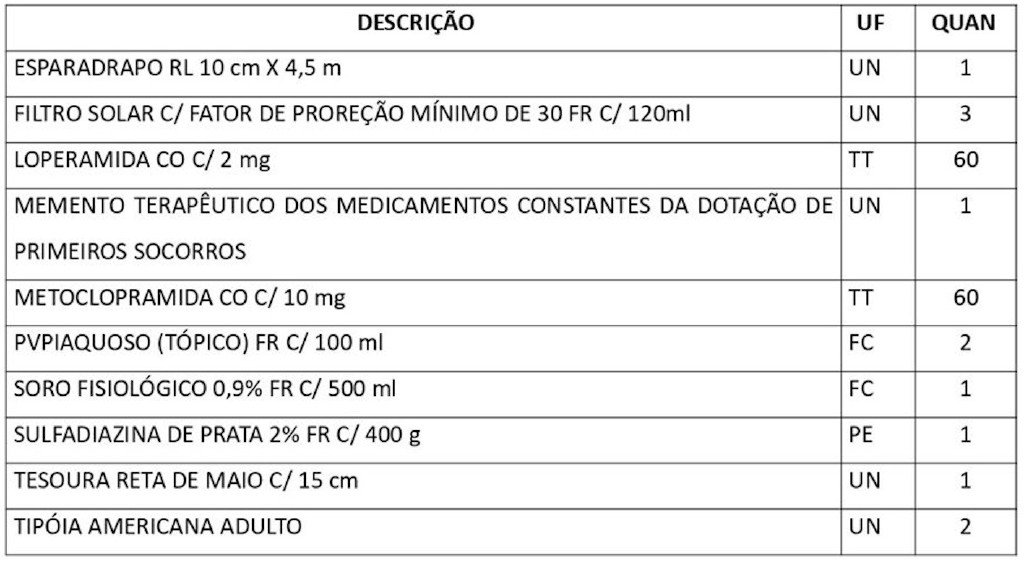 DESCRIÇÃO UF QUAN
ESPARADRAPO RL 10 cm X 4,5 m UN 1
FILTRO SOLAR C/ FATOR DE PROREÇÃO MÍNIMO DE 30 FR C/ 120ml UN 3
LOPERAMIDA CO C/ 2 mg TT 60
MEMENTO TERAPÊUTICO DOS MEDICAMENTOS CONSTANTES DA DOTAÇÃO DE UN 1
PRIMEIROS SOCORROS
METOCLOPRAMIDA CO C/ 10 mg TT 60
PVPIAQUOSO (TÓPICO) FR C/ 100 ml FC 2
SORO FISIOLÓGICO 0,9% FR C/ 500 ml FC 1
SULFADIAZINA DE PRATA 2% FR C/ 400 g PE 1
TESOURA RETA DE MAIO C/ 15 cm UN 1
TIPÓIA AMERICANA ADULTO UN 2